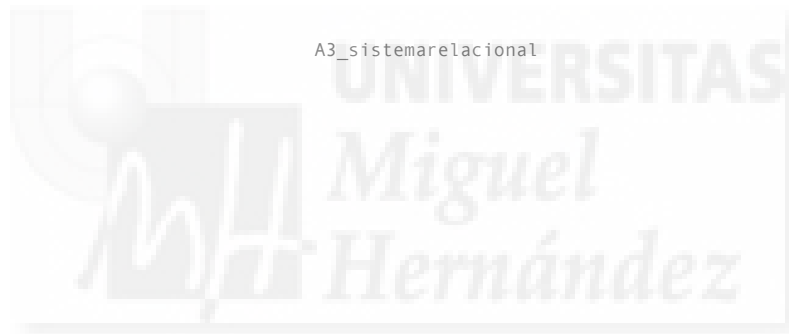 A3_sistemarelacional
UNIVERSITAS
Miguel
Hernández